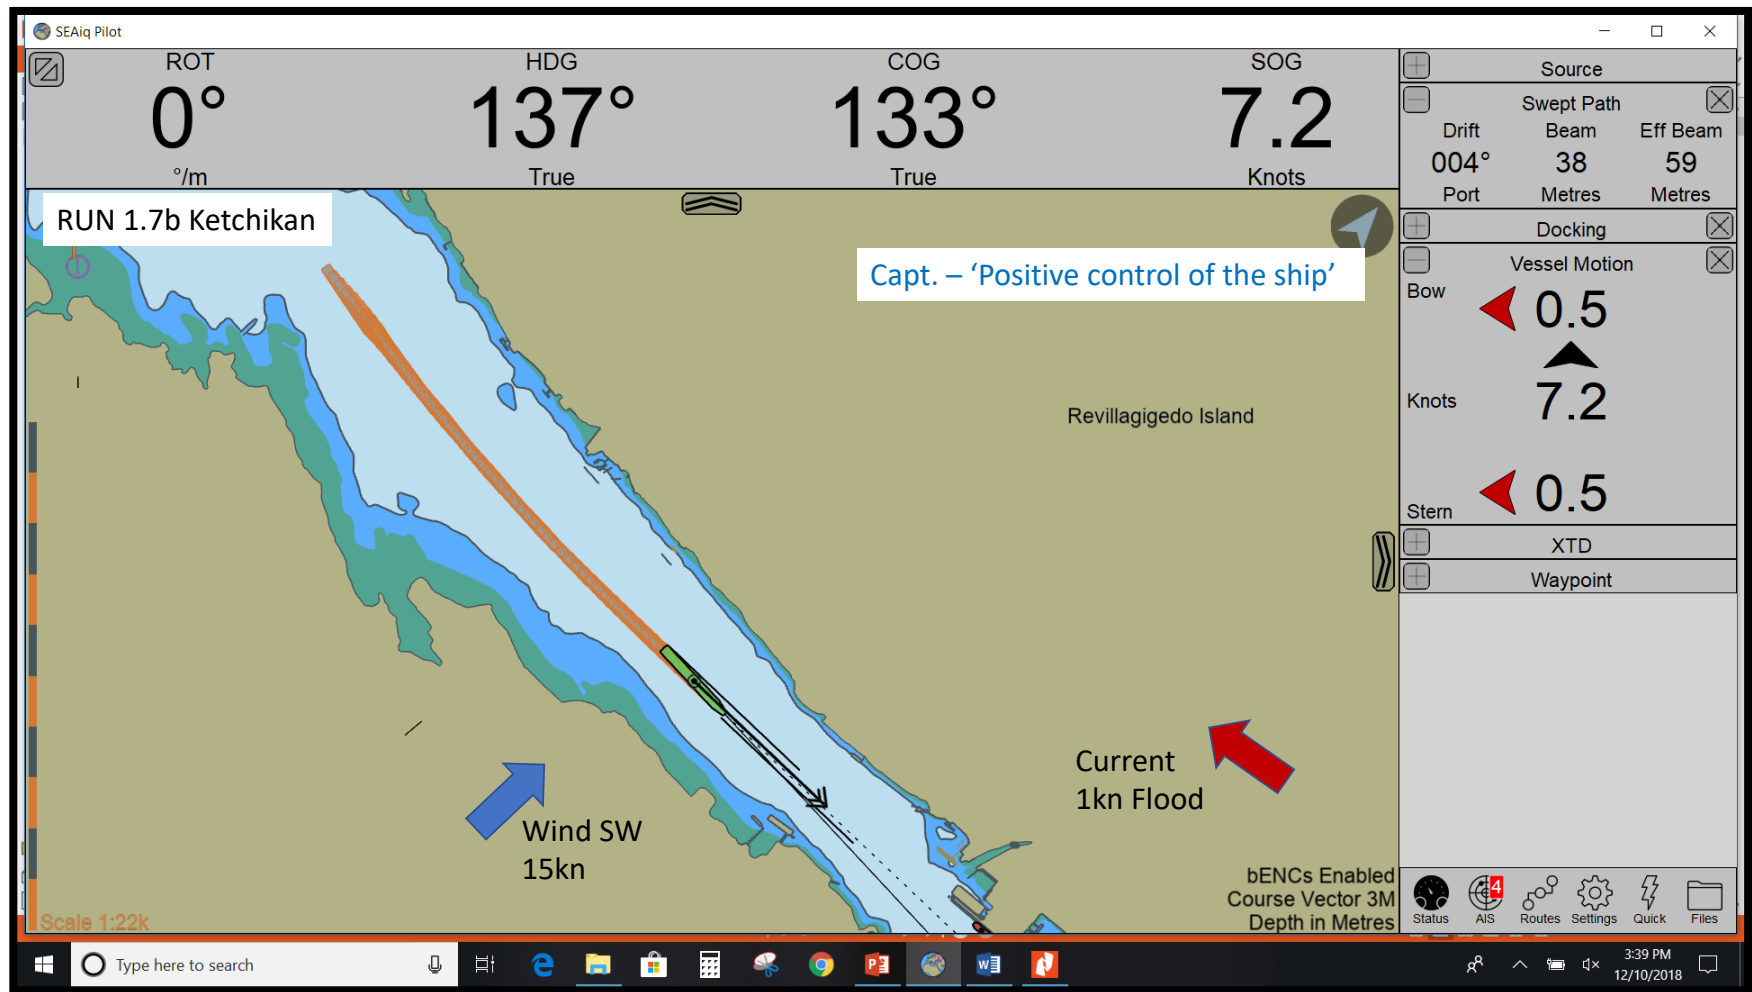 SEAiq Pilot
ROT
HDG
COG
SOG
0°
137°
133°
7.2
°/m
True
True
Knots
RUN 1.7b Ketchikan
Capt. – ‘Positive control of the ship’
Revillagigedo Island
Current
1kn Flood
Wind SW
15kn
bENCs Enabled
Course Vector 3M
Depth in Metres
Scale 1:22k
Source
Swept Path
Drift
Beam
Eff Beam
004°
38
59
Port
Metres
Metres
Docking
Vessel Motion
Bow
0.5
Knots
7.2
Stern
0.5
XTD
Waypoint
4
Status
AIS
Routes
Settings
Quick
Files
Type here to search
3:39 PM
12/10/2018